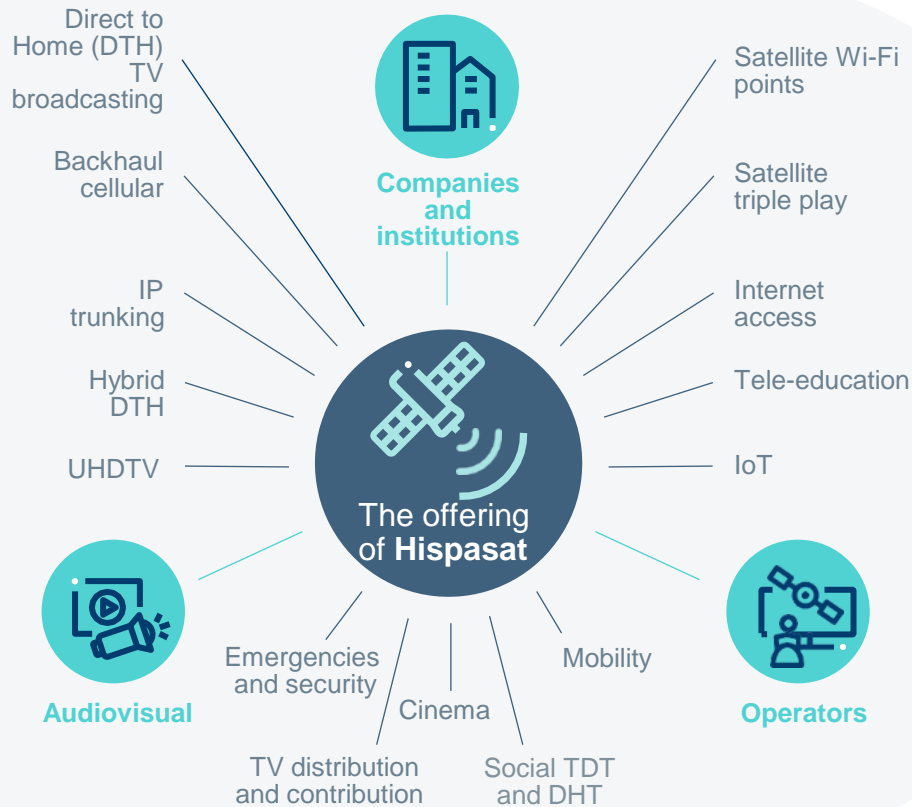 Direct to
Home (DTH)
TV
broadcasting
Backhaul
cellular
IP
trunking
Hybrid
DTH
UHDTV
Companies
and
institutions
Satellite Wi-Fi
points
Satellite
triple play
Internet
access
Tele-education
IoT
The offering
of Hispasat
Audiovisual
Emergencies
and security
TV distribution
and contribution
Cinema
Social TDT
and DHT
Mobility
Operators